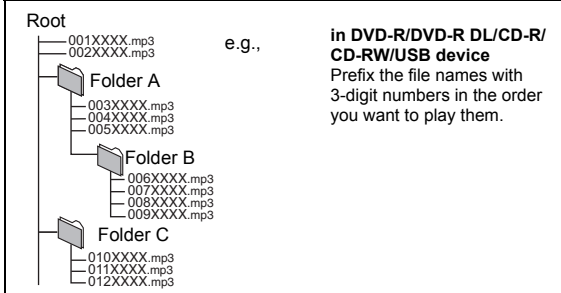 Root
001XXXX.mp3
002XXXX.mp3
Folder A
003XXXX.mp3
004XXXX.mp3
005XXXX.mp3
Folder B
006XXXX.mp3
007XXXX.mp3
008XXXX.mp3
009XXXX.mp3
Folder C
010XXXX.mp3
011XXXX.mp3
012XXXX.mp3
e.g.,
in DVD-R/DVD-R DL/CD-R/
CD-RW/USB device
Prefix the file names with
3-digit numbers in the order
you want to play them.